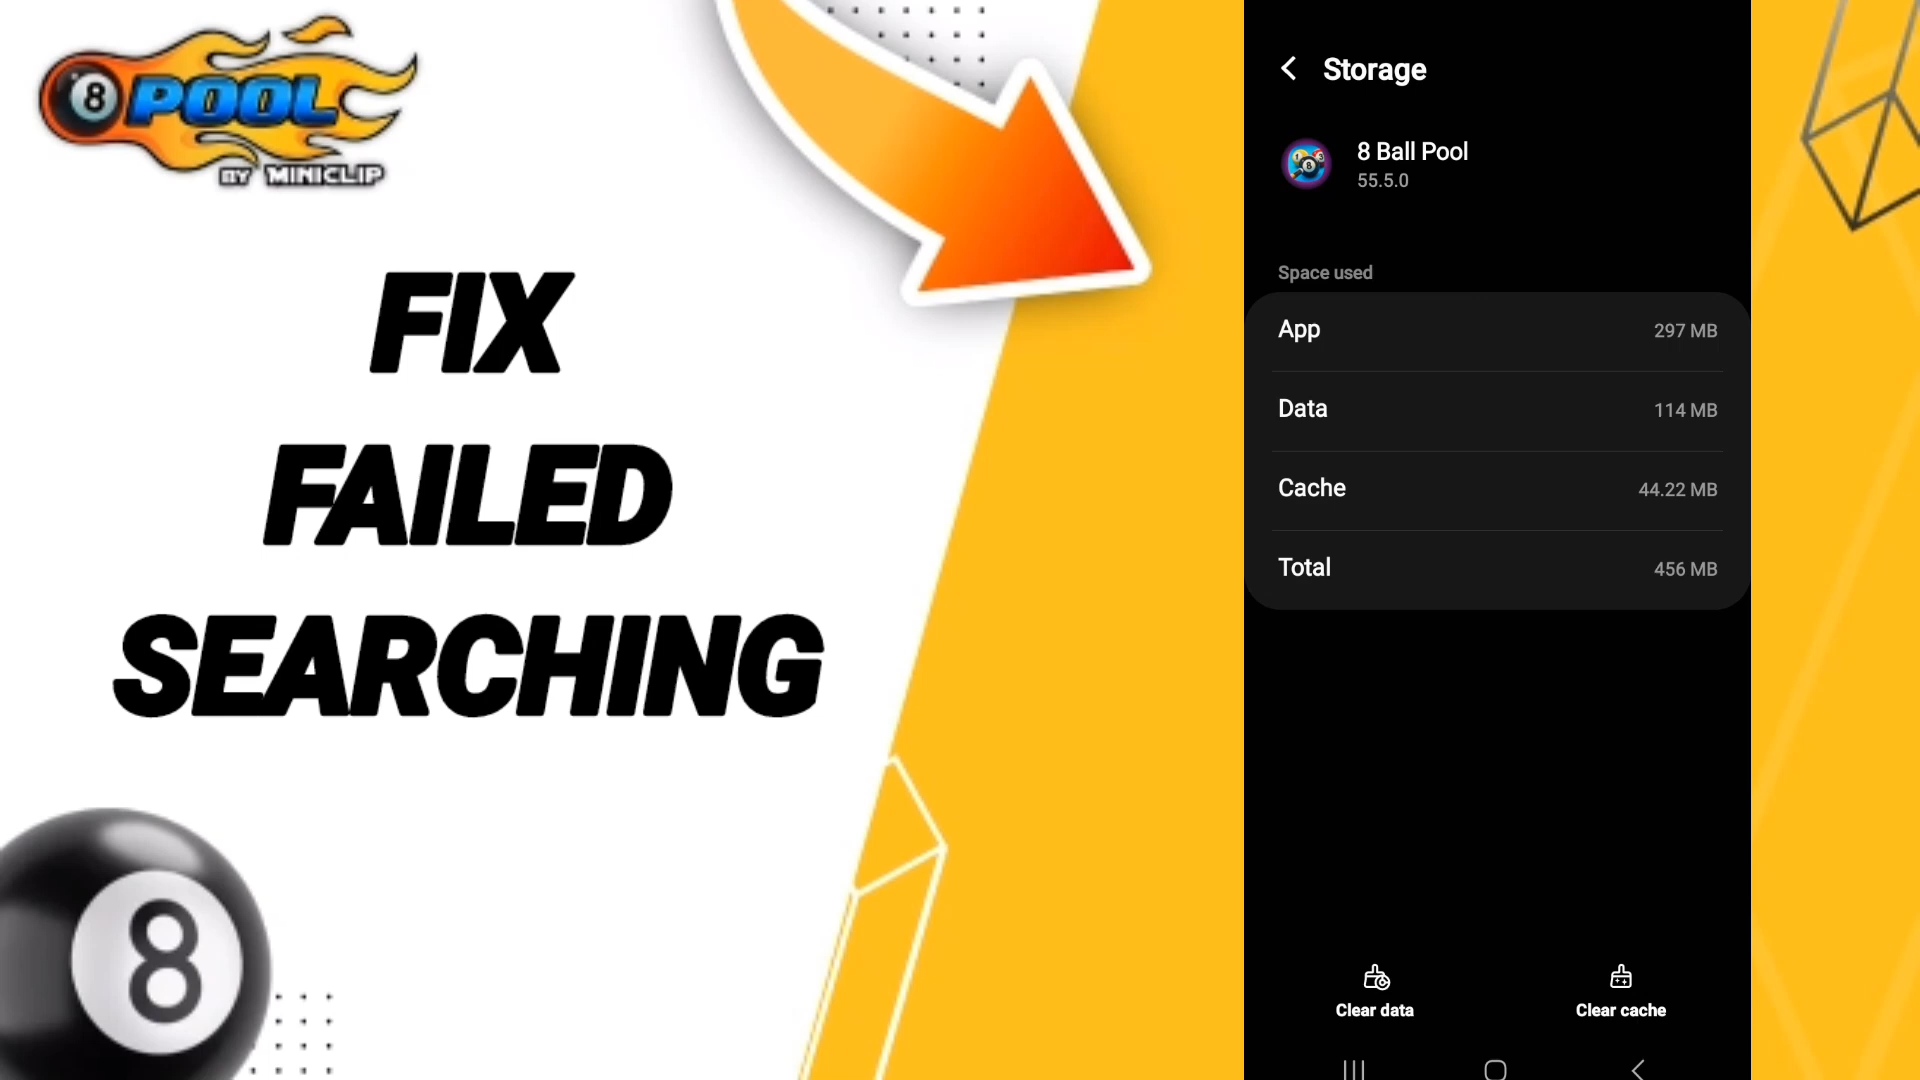 8 POOL
BY MINICLIP
FIX
FAILED
SEARCHING
8
Storage
8 Ball Pool
55.5.0
Space used
App 297 MB
Data 114 MB
Cache 44.22 MB
Total 456 MB
Clear data Clear cache